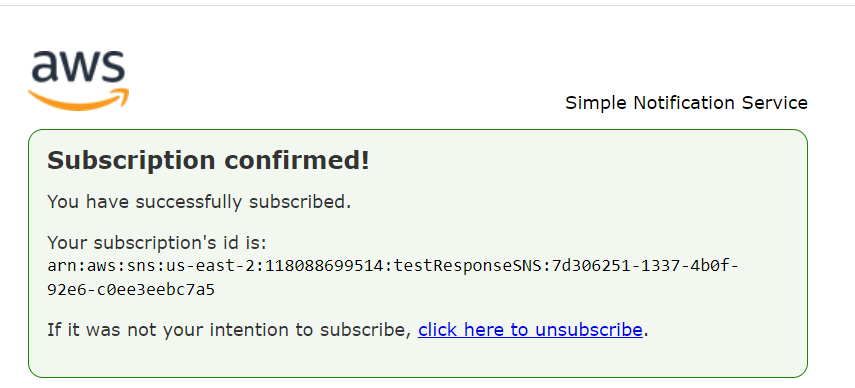 aws
Simple Notification Service
Subscription confirmed!
You have successfully subscribed.
Your subscription's id is:
arn:aws:sns:us-east-2:118088699514:testResponseSNS:7d306251-1337-4b0f-
92e6-c0ee3eebc7a5
If it was not your intention to subscribe, click here to unsubscribe.